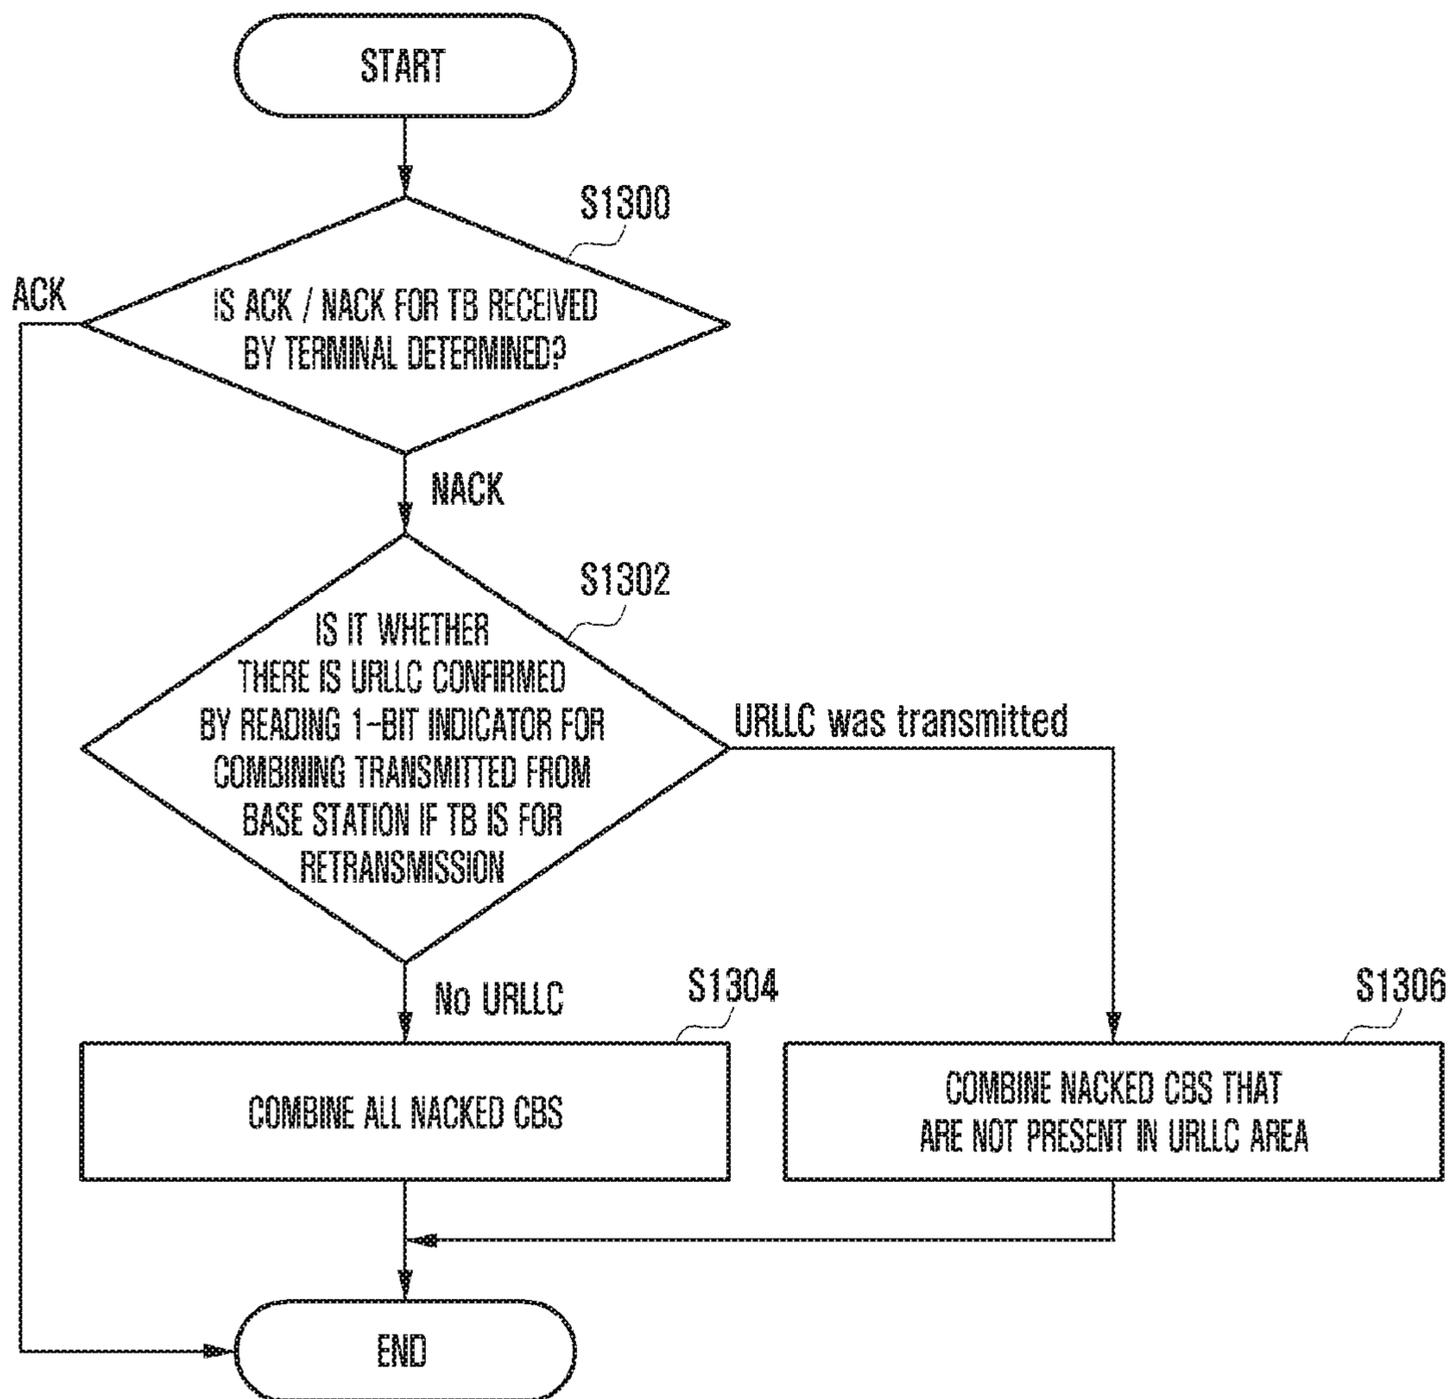 START
S1300
ACK
IS ACK / NACK FOR TB RECEIVED
BY TERMINAL DETERMINED?
NACK
S1302
IS IT WHETHER
THERE IS URLLC CONFIRMED
BY READING 1-BIT INDICATOR FOR
COMBINING TRANSMITTED FROM
BASE STATION IF TB IS FOR
RETRANSMISSION
URLLC was transmitted
No URLLC
S1304
S1306
COMBINE ALL NACKED CBS
COMBINE NACKED CBS THAT
ARE NOT PRESENT IN URLLC AREA
END